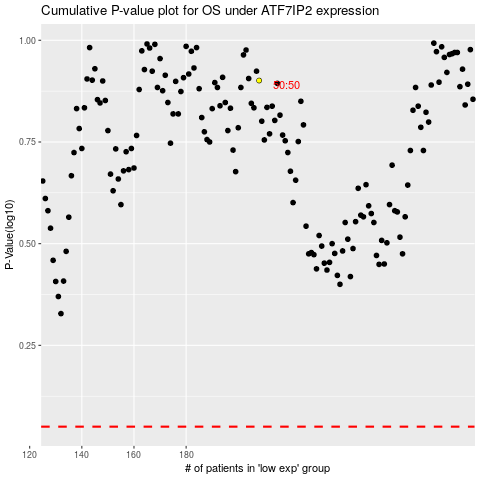 Cumulative P-value plot for OS under ATF7IP2 expression
1.00
50:50
0.75
P-Value(log10)
0.50
0.25
120 140 160 180
# of patients in 'low exp' group